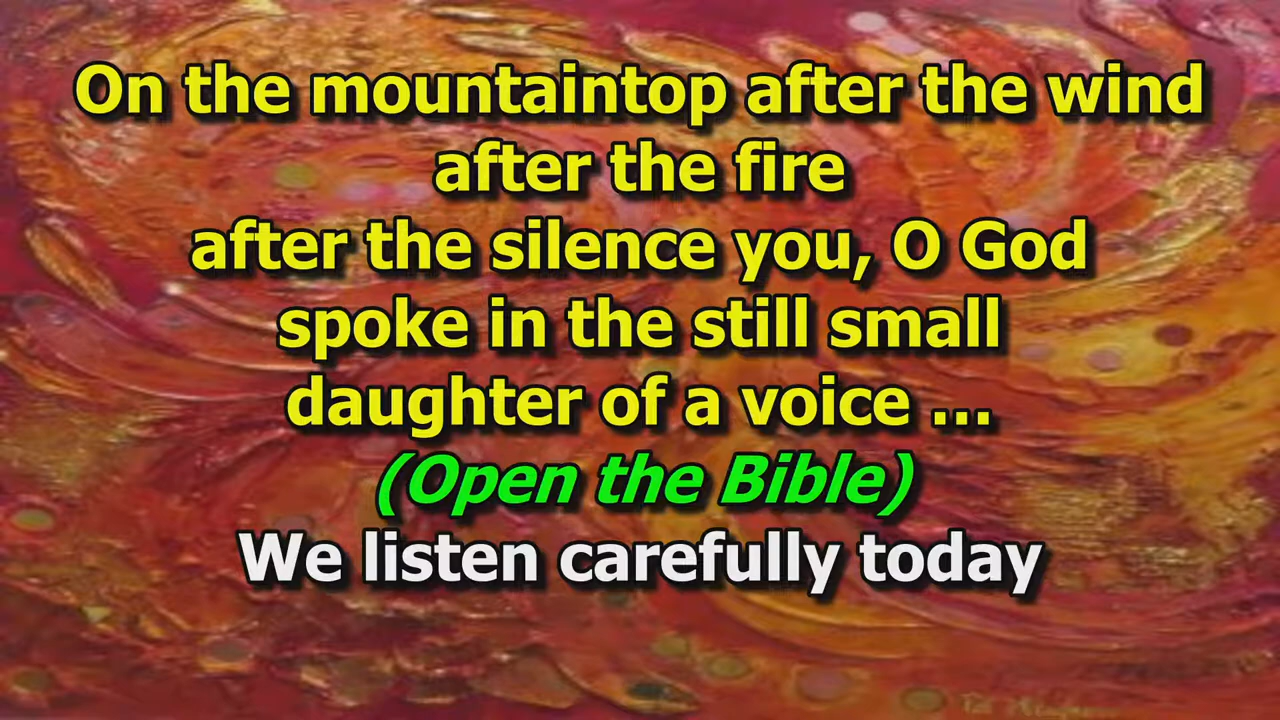 On the mountaintop after the wind
after the fire
after the silence you, O God
spoke in the still small
daughter of a voice ...
(Open the Bible)
We listen carefully today